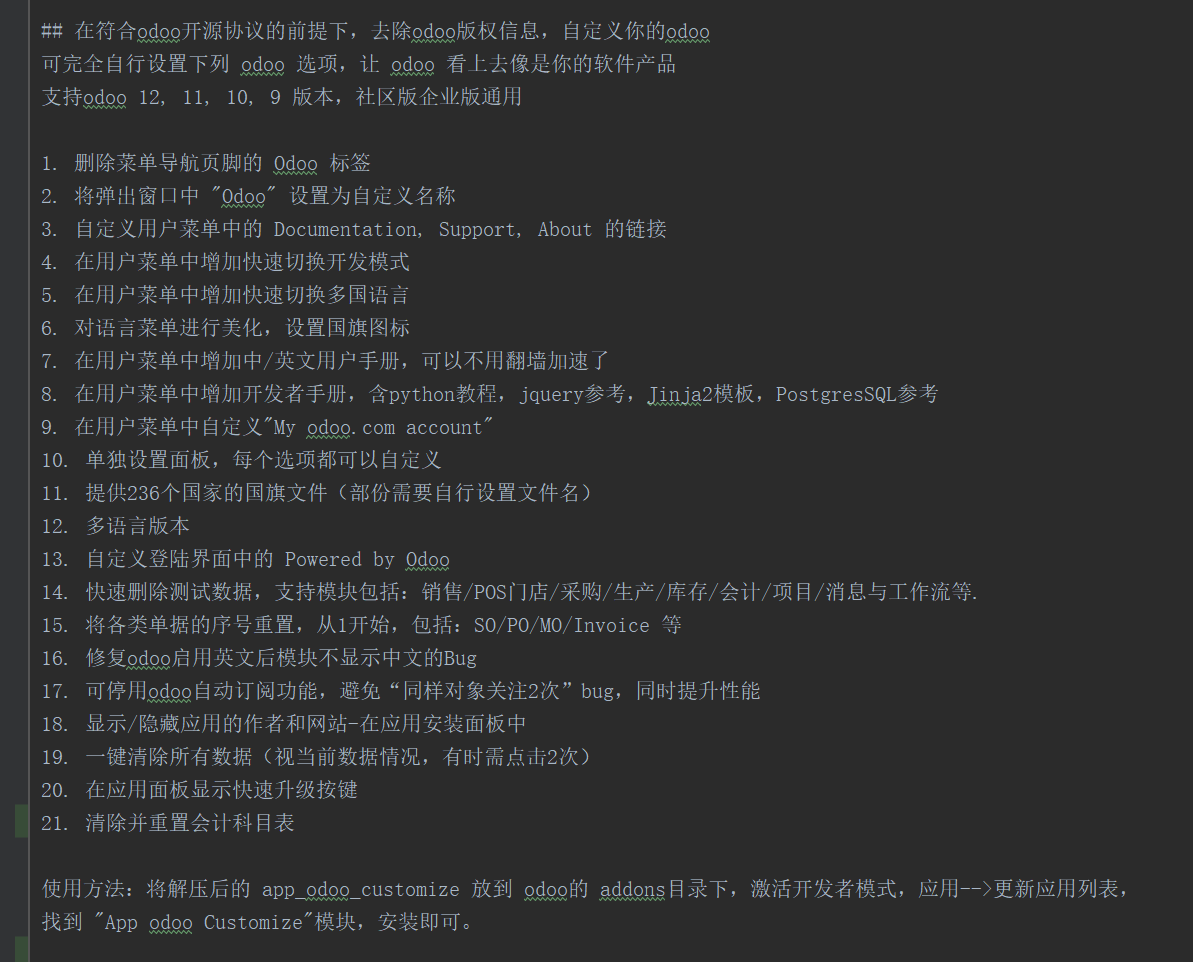 ## 在符合odoo开源协议的前提下，去除odoo版权信息，自定义你的odoo
可完全自行设置下列 odoo 选项，让 odoo 看上去像是你的软件产品
支持odoo 12, 11, 10, 9 版本，社区版企业版通用
1. 删除菜单导航页脚的 Odoo 标签
2. 将弹出窗口中 "Odoo" 设置为自定义名称
3. 自定义用户菜单中的 Documentation, Support, About 的链接
4. 在用户菜单中增加快速切换开发模式
5. 在用户菜单中增加快速切换多国语言
6. 对语言菜单进行美化，设置国旗图标
7. 在用户菜单中增加中/英文用户手册，可以不用翻墙加速了
8. 在用户菜单中增加开发者手册，含python教程，jquery参考，Jinja2模板，PostgresSQL参考
9. 在用户菜单中自定义"My odoo.com account"
10. 单独设置面板，每个选项都可以自定义
11. 提供236个国家的国旗文件（部份需要自行设置文件名）
12. 多语言版本
13. 自定义登陆界面中的 Powered by Odoo
14. 快速删除测试数据，支持模块包括：销售/POS门店/采购/生产/库存/会计/项目/消息与工作流等.
15. 将各类单据的序号重置，从1开始，包括：SO/PO/MO/Invoice 等
16. 修复odoo启用英文后模块不显示中文的Bug
17. 可停用odoo自动订阅功能，避免“同样对象关注2次”bug，同时提升性能
18. 显示/隐藏应用的作者和网站-在应用安装面板中
19. 一键清除所有数据（视当前数据情况，有时需点击2次）
20. 在应用面板显示快速升级按键
21. 清除并重置会计科目表
使用方法：将解压后的 app_odoo_customize 放到 odoo的 addons目录下，激活开发者模式，应用-->更新应用列表，
找到 "App odoo Customize"模块，安装即可。